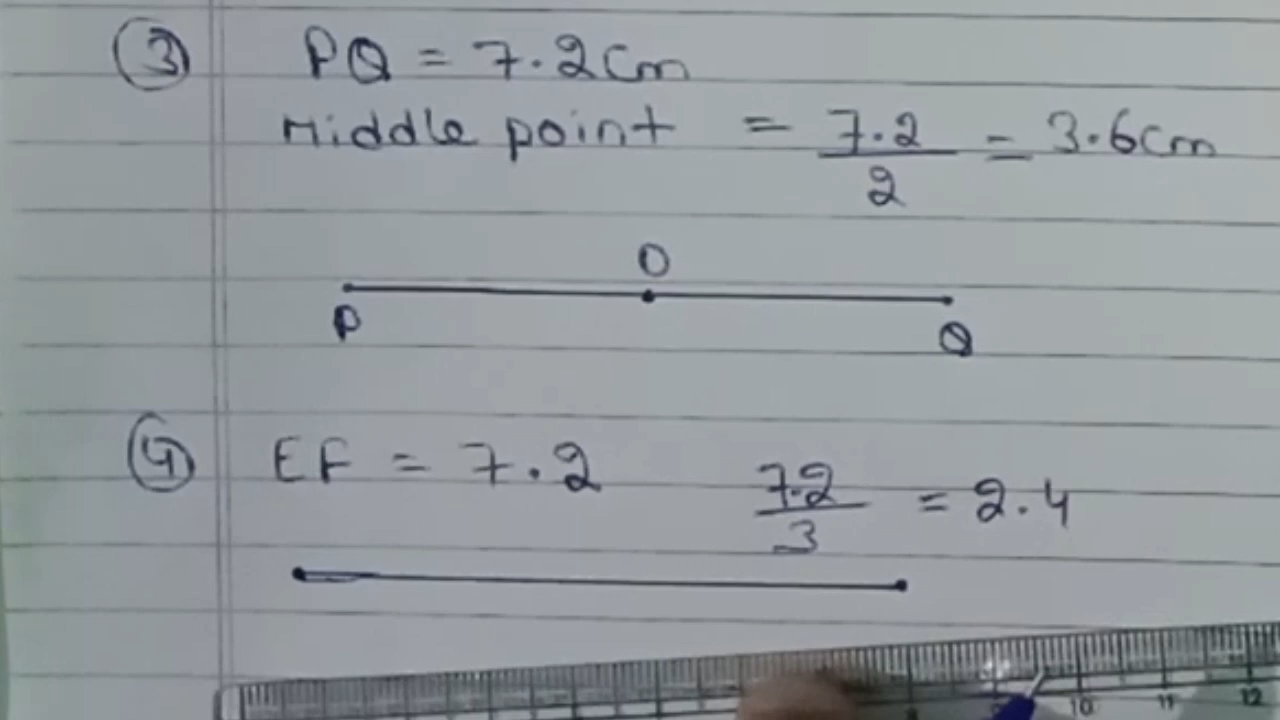 3 PQ = 7.2cm
Middle point = 7.2/2 = 3.6cm
O
P Q
4 EF = 7.2 7.2/3 = 2.4
10 11 12